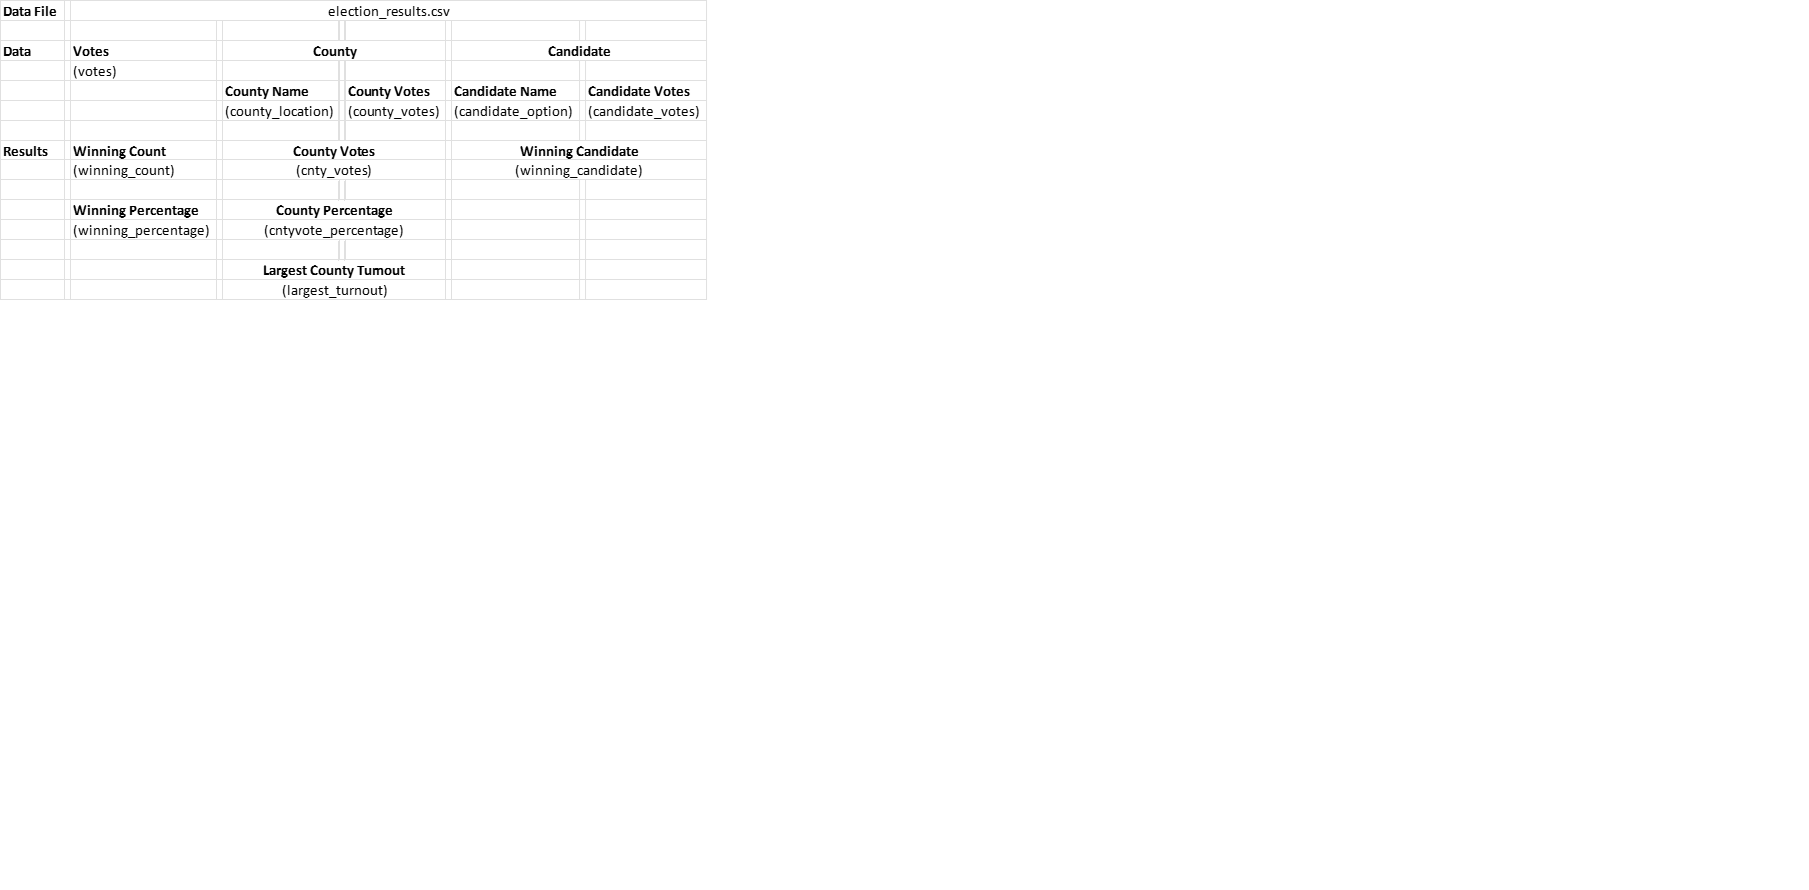 Data File election_results.csv
Data Votes County Candidate
(votes)
County Name County Votes Candidate Name Candidate Votes
(county_location) (county_votes) (candidate_option) (candidate_votes)
Results Winning Count County Votes Winning Candidate
(winning_count) (cnty_votes) (winning_candidate)
Winning Percentage County Percentage
(winning_percentage) (cntyvote_percentage)
Largest County Turnout
(largest_turnout)